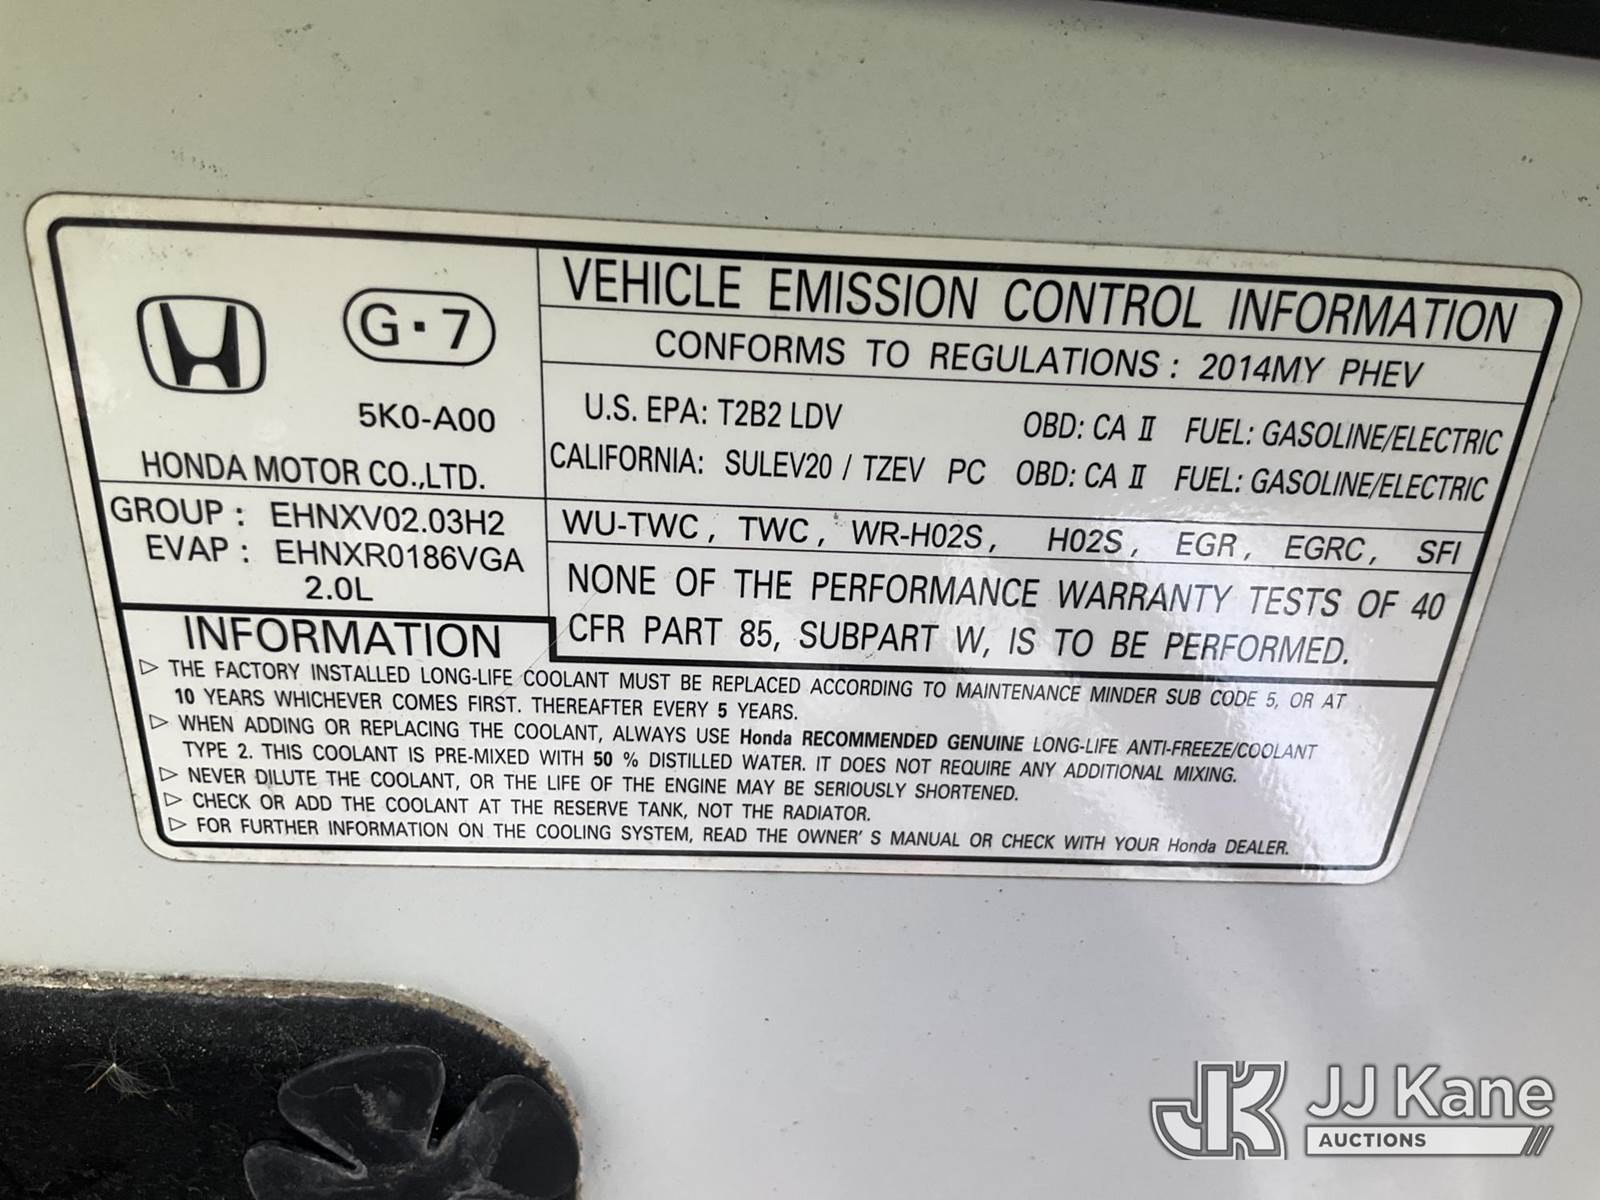 G·7
5K0-A00
HONDA MOTOR CO.,LTD.
GROUP : EHNXV02.03H2
EVAP : EHNXR0186VGA
2.0L
VEHICLE EMISSION CONTROL INFORMATION
CONFORMS TO REGULATIONS : 2014MY PHEV
U.S. EPA: T2B2 LDV OBD: CA II FUEL: GASOLINE/ELECTRIC
CALIFORNIA: SULEV20 / TZEV PC OBD: CA II FUEL: GASOLINE/ELECTRIC
WU-TWC, TWC, WR-H02S, H02S, EGR, EGRC, SFI
NONE OF THE PERFORMANCE WARRANTY TESTS OF 40
CFR PART 85, SUBPART W, IS TO BE PERFORMED.
INFORMATION
▷ THE FACTORY INSTALLED LONG-LIFE COOLANT MUST BE REPLACED ACCORDING TO MAINTENANCE MINDER SUB CODE 5, OR AT
10 YEARS WHICHEVER COMES FIRST. THEREAFTER EVERY 5 YEARS.
▷ WHEN ADDING OR REPLACING THE COOLANT, ALWAYS USE Honda RECOMMENDED GENUINE LONG-LIFE ANTI-FREEZE/COOLANT
TYPE 2. THIS COOLANT IS PRE-MIXED WITH 50 % DISTILLED WATER. IT DOES NOT REQUIRE ANY ADDITIONAL MIXING.
▷ NEVER DILUTE THE COOLANT, OR THE LIFE OF THE ENGINE MAY BE SERIOUSLY SHORTENED.
▷ CHECK OR ADD THE COOLANT AT THE RESERVE TANK, NOT THE RADIATOR.
▷ FOR FURTHER INFORMATION ON THE COOLING SYSTEM, READ THE OWNER' S MANUAL OR CHECK WITH YOUR Honda DEALER.
JK JJ Kane
AUCTIONS